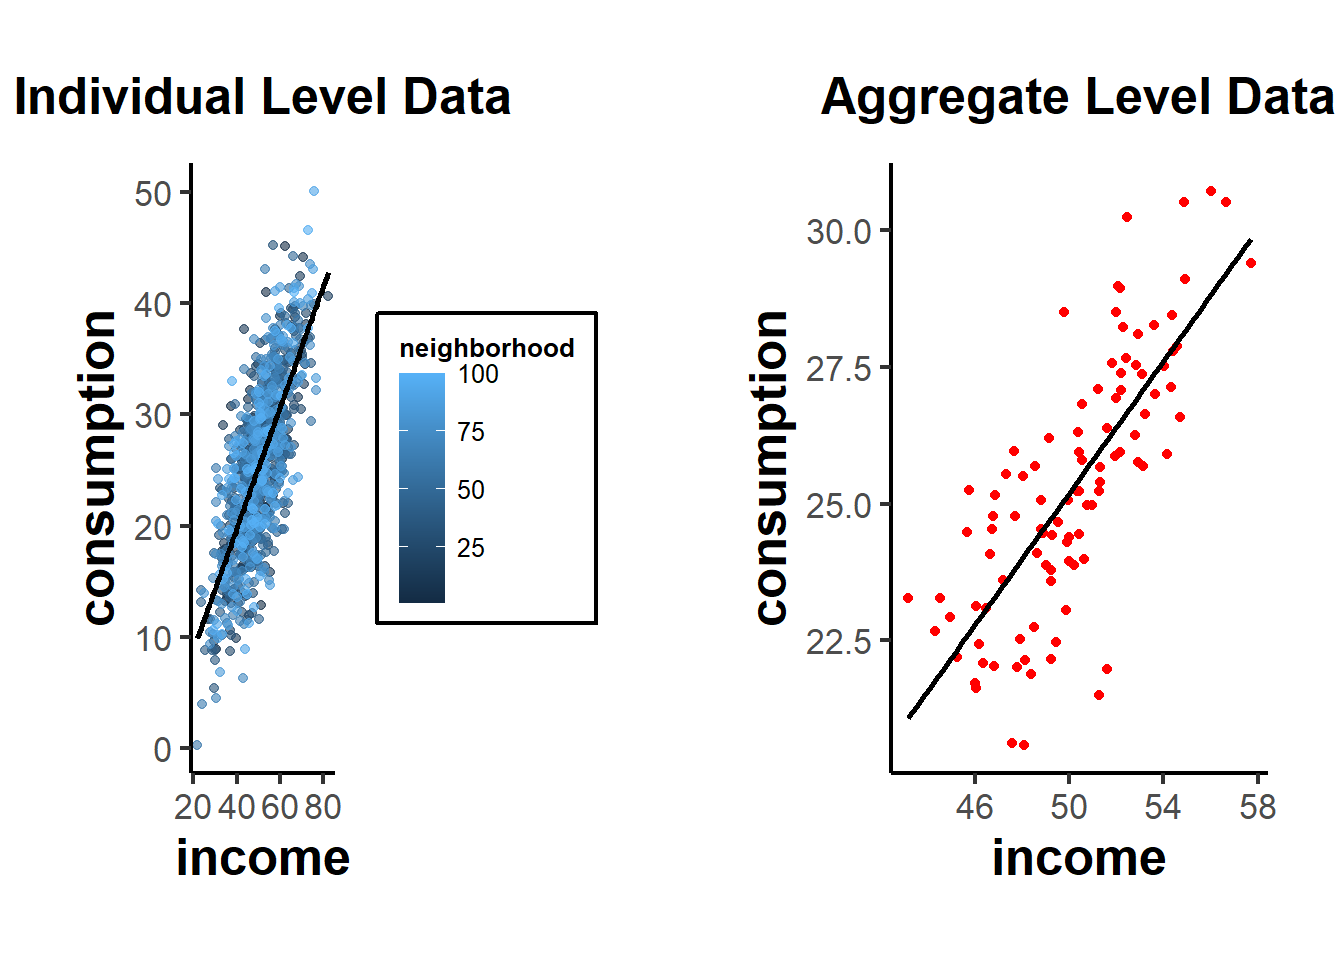 Individual Level Data
consumption
50
40
30
20
10
0
20 40 60 80
income
neighborhood
100
75
50
25
Aggregate Level Data
consumption
30.0
27.5
25.0
22.5
46 50 54 58
income